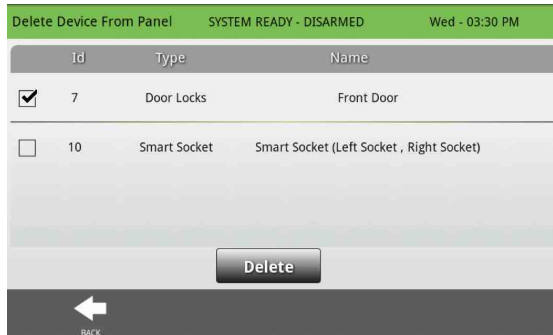 Delete Device From Panel SYSTEM READY - DISARMED Wed - 03:30 PM
Id Type Name
7 Door Locks Front Door
10 Smart Socket Smart Socket (Left Socket , Right Socket)
Delete
BACK